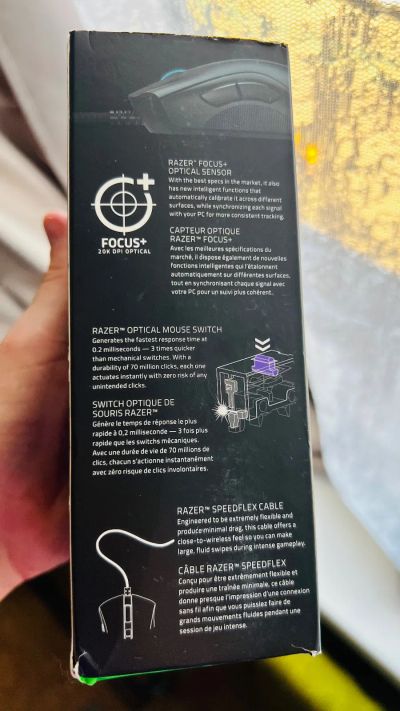 RAZER™ FOCUS+
OPTICAL SENSOR
With the best specs in the market, it also
has new intelligent functions that
automatically calibrate it across different
surfaces, while synchronizing each signal
with your PC for more consistent tracking.
FOCUS+
20K DPI OPTICAL
CAPTEUR OPTIQUE
RAZER™ FOCUS+
Avec les meilleures spécifications du
marché, il dispose également de nouvelles
fonctions intelligentes qui l'étalonnent
automatiquement sur différentes surfaces,
tout en synchronisant chaque signal avec
votre PC pour un suivi plus cohérent.
RAZER™ OPTICAL MOUSE SWITCH
Generates the fastest response time at
0.2 milliseconds — 3 times quicker
than mechanical switches. With a
durability of 70 million clicks, each one
actuates instantly with zero risk of any
unintended clicks.
SWITCH OPTIQUE DE
SOURIS RAZER™
Génère le temps de réponse le plus
rapide à 0,2 milliseconde — 3 fois plus
rapide que les switchs mécaniques.
Avec une durée de vie de 70 millions de
clics, chacun s'actionne instantanément
avec zéro risque de clics involontaires.
RAZER™ SPEEDFLEX CABLE
Engineered to be extremely flexible and
produce minimal drag, this cable offers a
close-to-wireless feel so you can make
large, fluid swipes during intense gameplay.
CÂBLE RAZER™ SPEEDFLEX
Conçu pour être extrêmement flexible et
produire une traînée minimale, ce câble
donne presque l'impression d'une connexion
sans fil afin que vous puissiez faire de
grands mouvements fluides pendant une
session de jeu intense.